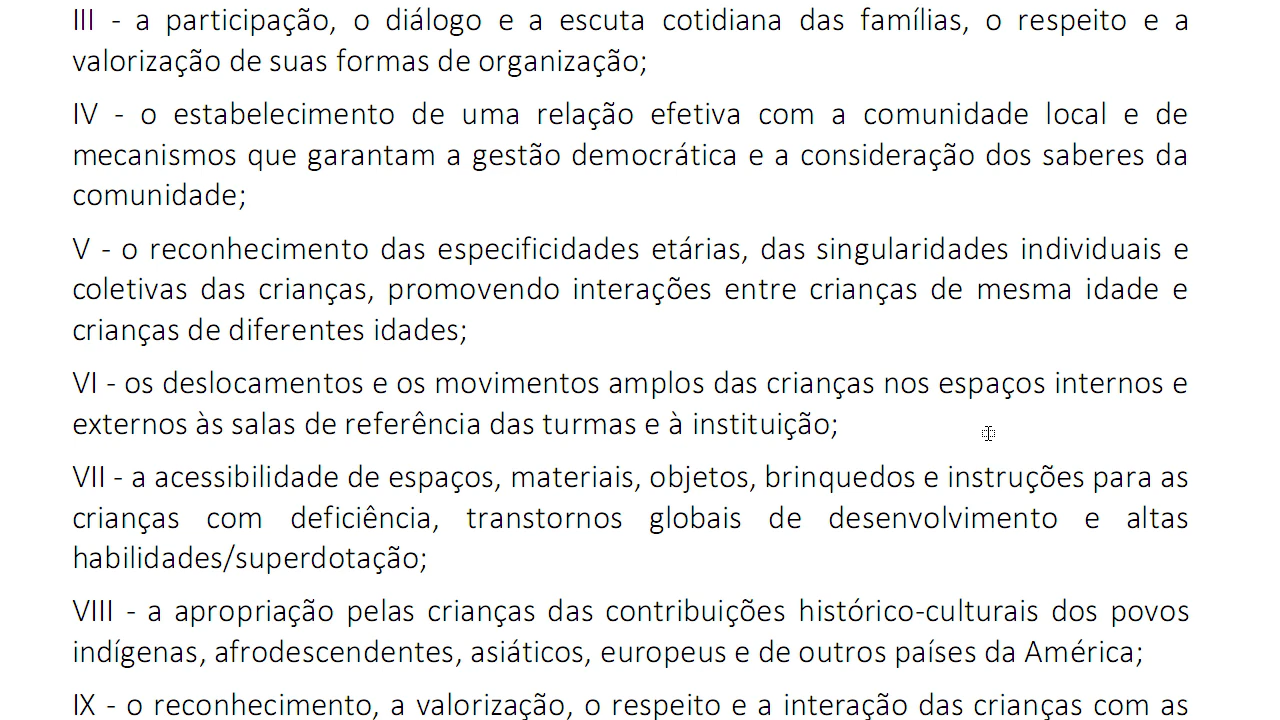 III - a participação, o diálogo e a escuta cotidiana das famílias, o respeito e a
valorização de suas formas de organização;
IV - o estabelecimento de uma relação efetiva com a comunidade local e de
mecanismos que garantam a gestão democrática e a consideração dos saberes da
comunidade;
V - o reconhecimento das especificidades etárias, das singularidades individuais e
coletivas das crianças, promovendo interações entre crianças de mesma idade e
crianças de diferentes idades;
VI - os deslocamentos e os movimentos amplos das crianças nos espaços internos e
externos às salas de referência das turmas e à instituição;
VII - a acessibilidade de espaços, materiais, objetos, brinquedos e instruções para as
crianças com deficiência, transtornos globais de desenvolvimento e altas
habilidades/superdotação;
VIII - a apropriação pelas crianças das contribuições histórico-culturais dos povos
indígenas, afrodescendentes, asiáticos, europeus e de outros países da América;
IX - o reconhecimento, a valorização, o respeito e a interação das crianças com as